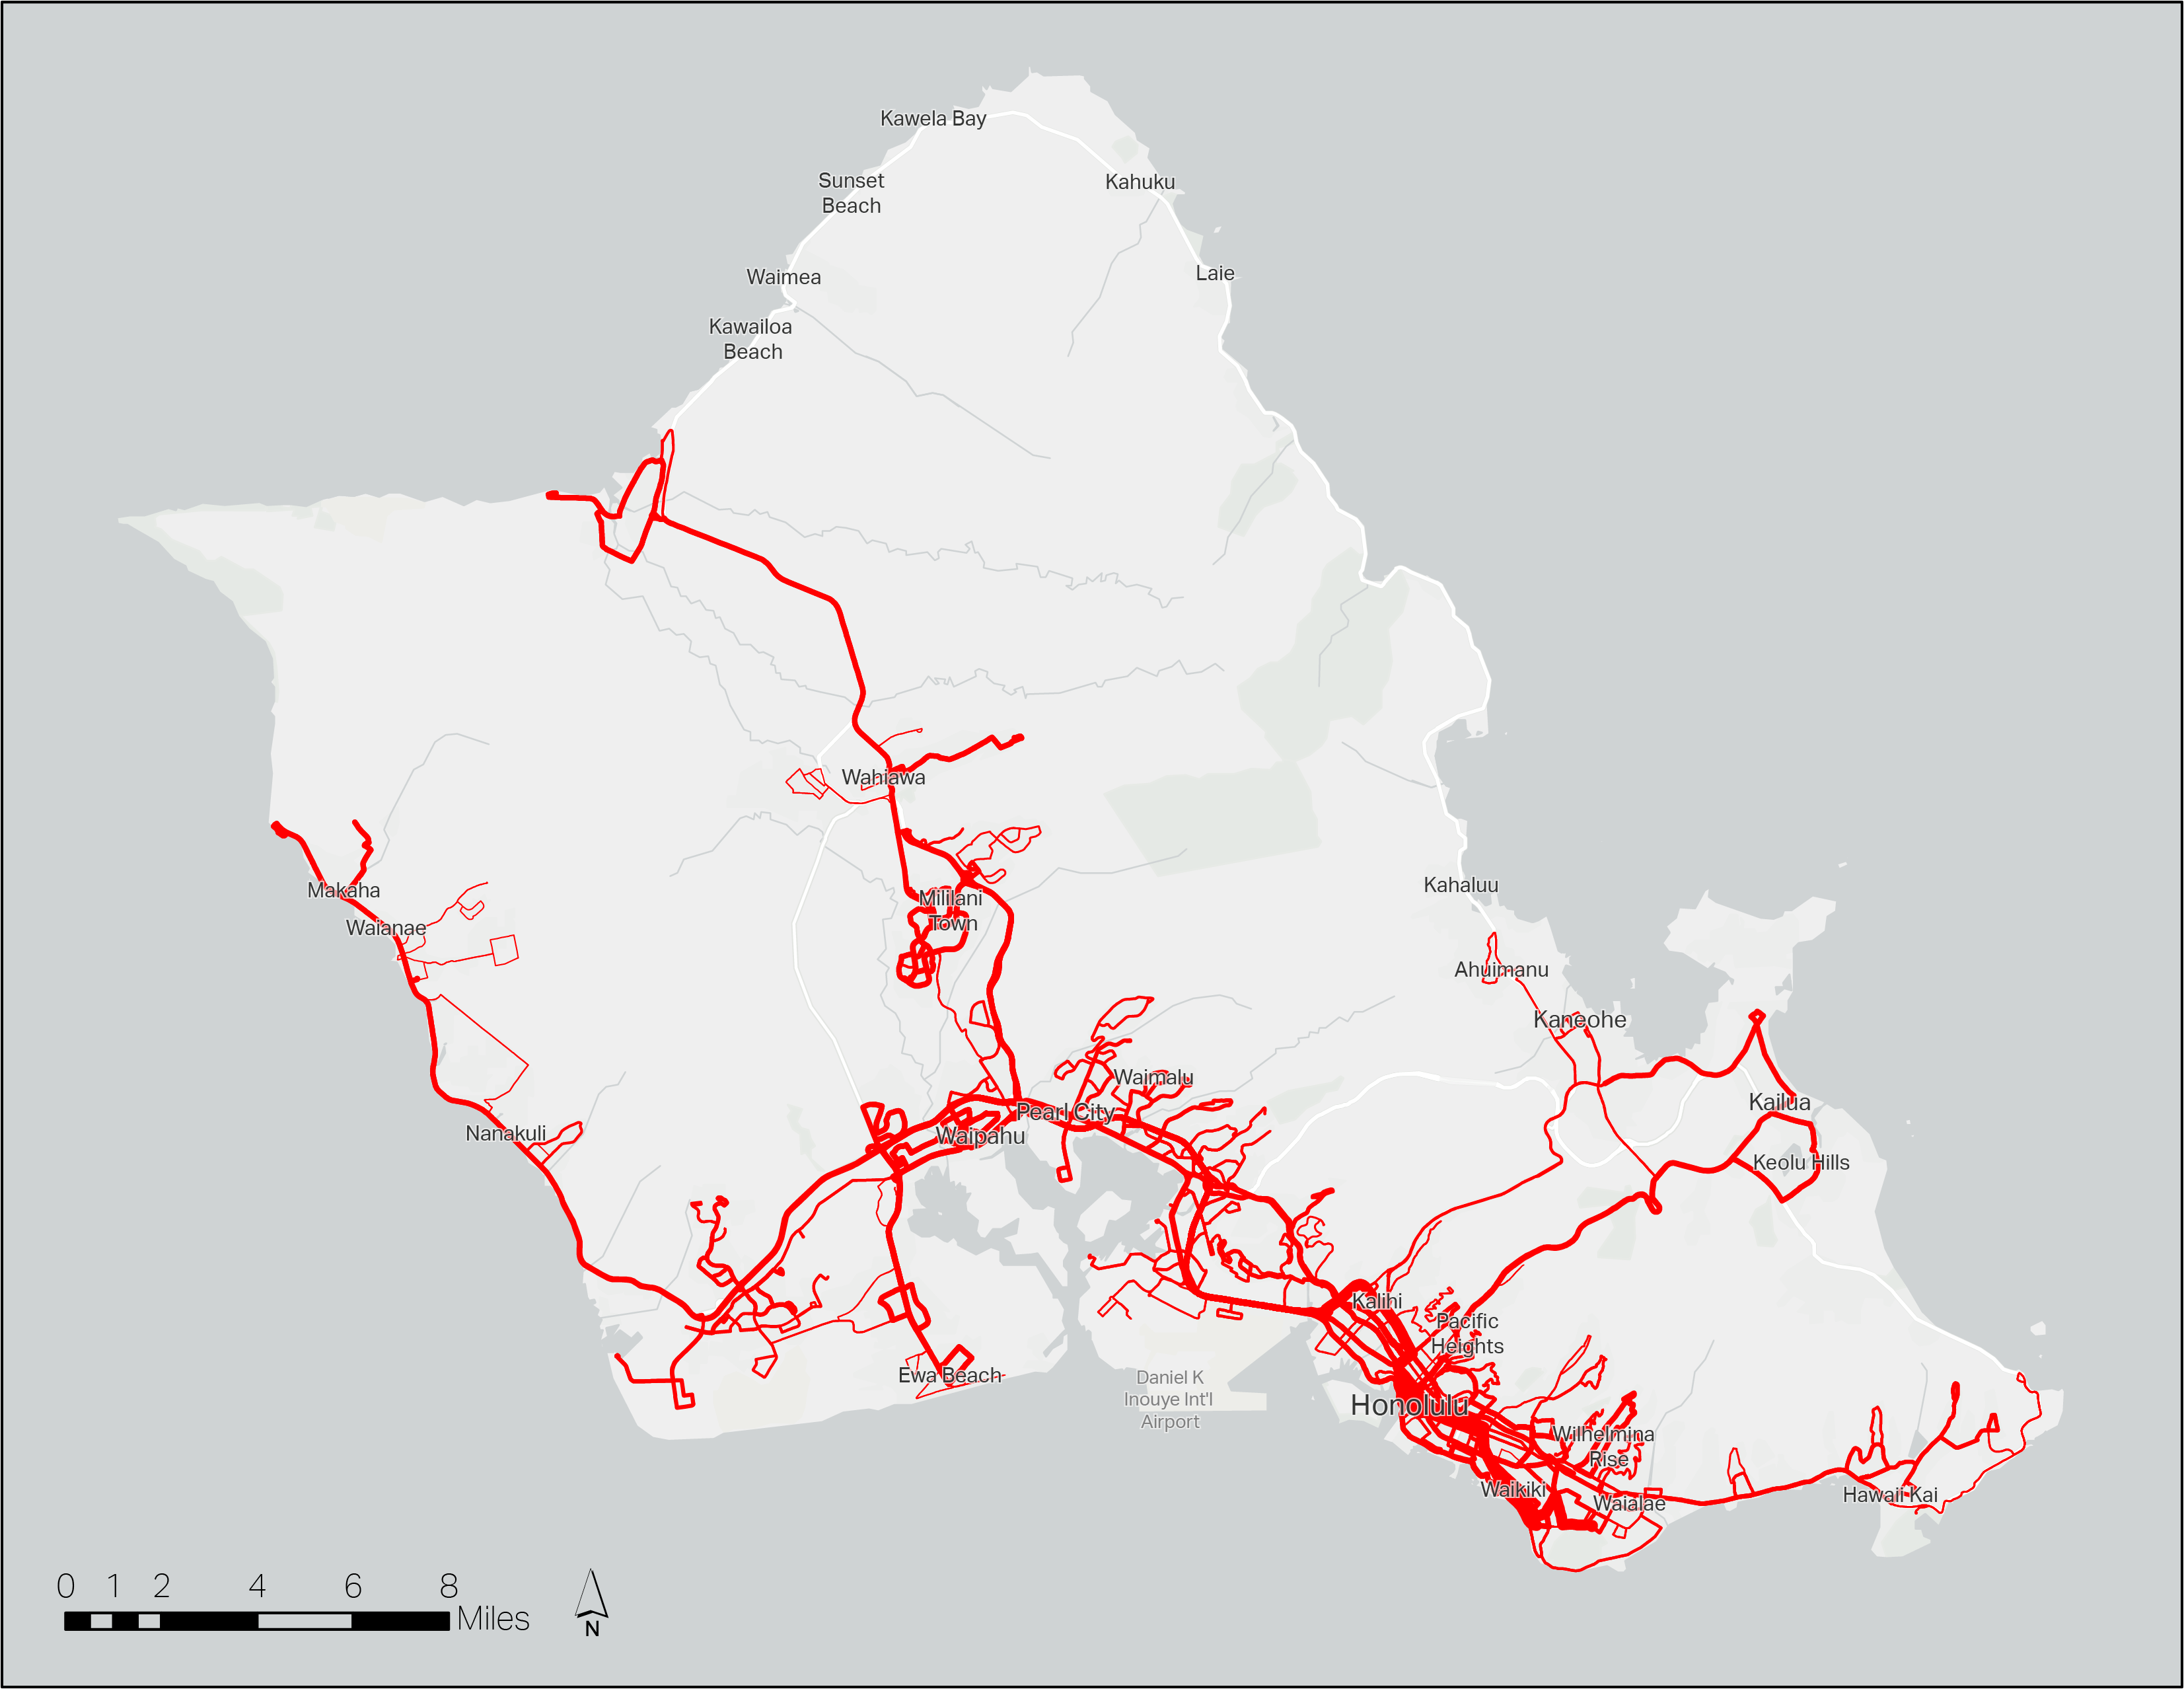 Kawela Bay
Sunset
Beach
Kahuku
Waimea
Laie
Kawailoa
Beach
Wahiawa
Makaha
Waianae
Mililani
Town
Kahaluu
Ahuimanu
Kaneohe
Waimalu
Pearl City
Waipahu
Kailua
Nanakuli
Keolu Hills
Kalihi
Pacific
Heights
Ewa Beach
Daniel K
Inouye Int'l
Airport
Honolulu
Wilhelmina
Rise
Waikiki
Waialae
Hawaii Kai
0 1 2 4 6 8
Miles
N